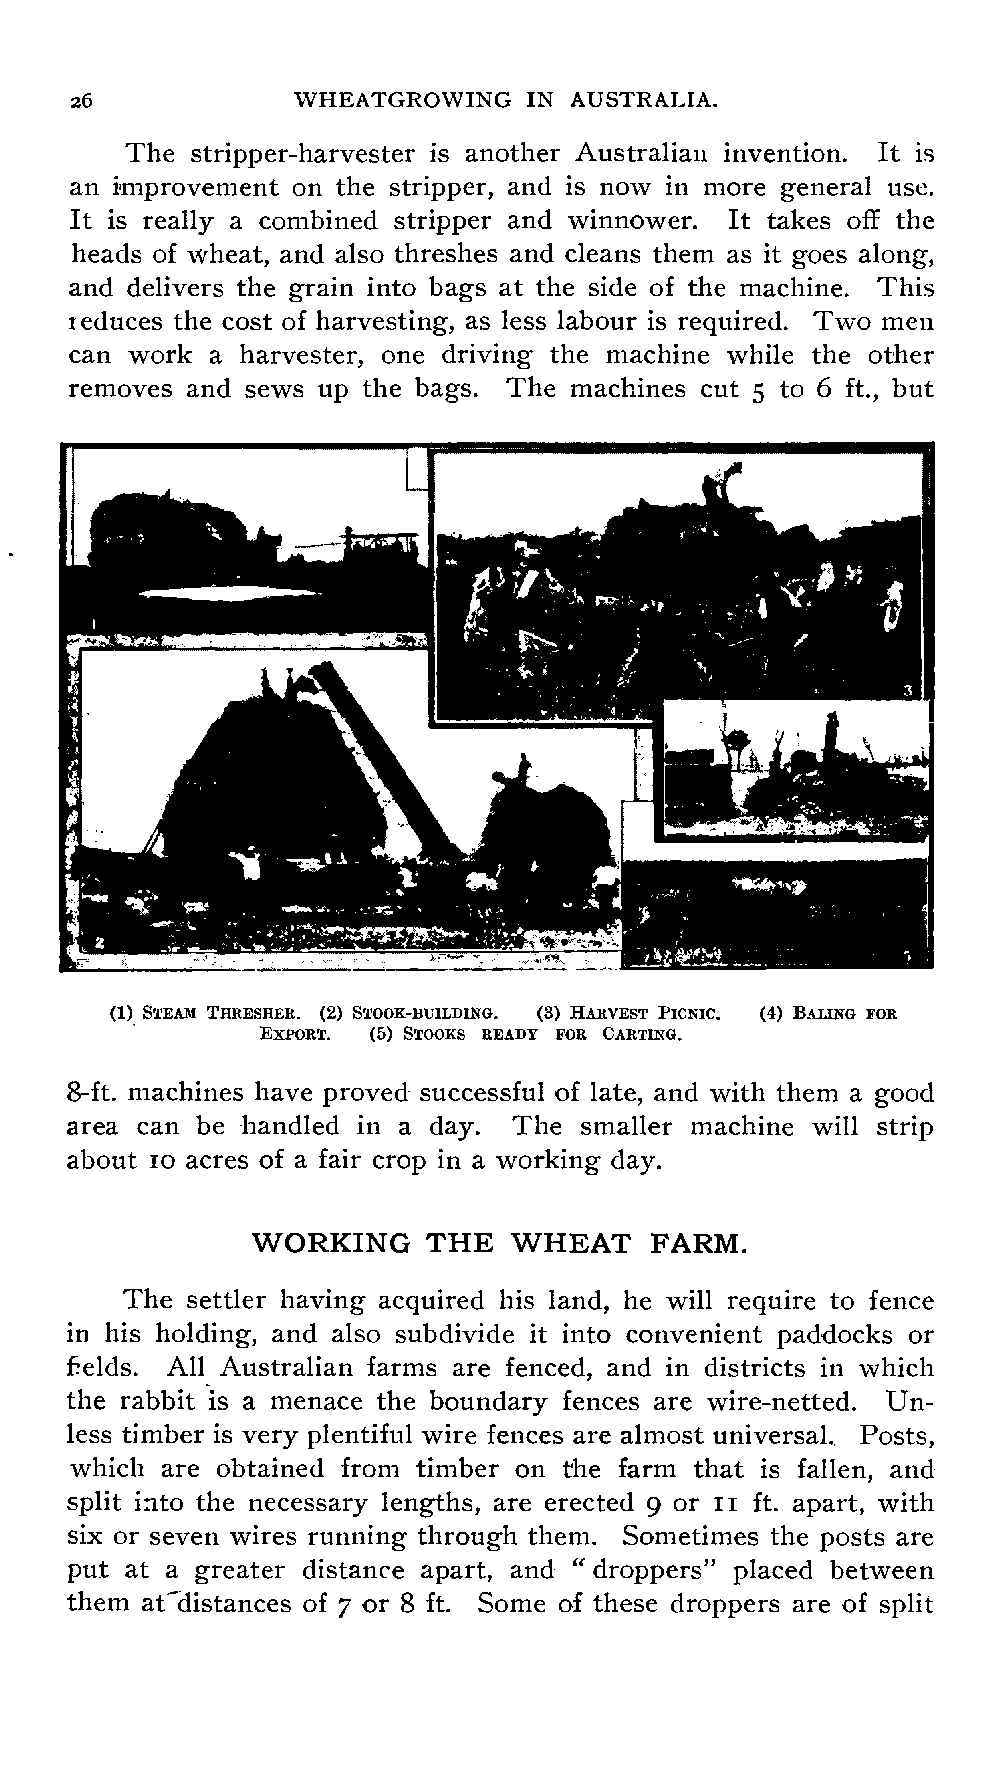 26 WHEATGROWING IN AUSTRALIA.
The stripper-harvester is another Australian invention. It is
an improvement on the stripper, and is now in more general use.
It is really a combined stripper and winnower. It takes off the
heads of wheat, and also threshes and cleans them as it goes along,
and delivers the grain into bags at the side of the machine. This
reduces the cost of harvesting, as less labour is required. Two men
can work a harvester, one driving the machine while the other
removes and sews up the bags. The machines cut 5 to 6 ft., but
1
3
2
(1) STEAM THRESHER. (2) STOOK-BUILDING. (3) HARVEST PICNIC. (4) BALING FOR
EXPORT. (5) STOOKS READY FOR CARTING.
8-ft. machines have proved successful of late, and with them a good
area can be handled in a day. The smaller machine will strip
about 10 acres of a fair crop in a working day.
WORKING THE WHEAT FARM.
The settler having acquired his land, he will require to fence
in his holding, and also subdivide it into convenient paddocks or
fields. All Australian farms are fenced, and in districts in which
the rabbit is a menace the boundary fences are wire-netted. Un-
less timber is very plentiful wire fences are almost universal. Posts,
which are obtained from timber on the farm that is fallen, and
split into the necessary lengths, are erected 9 or 11 ft. apart, with
six or seven wires running through them. Sometimes the posts are
put at a greater distance apart, and "droppers" placed between
them at distances of 7 or 8 ft. Some of these droppers are of split